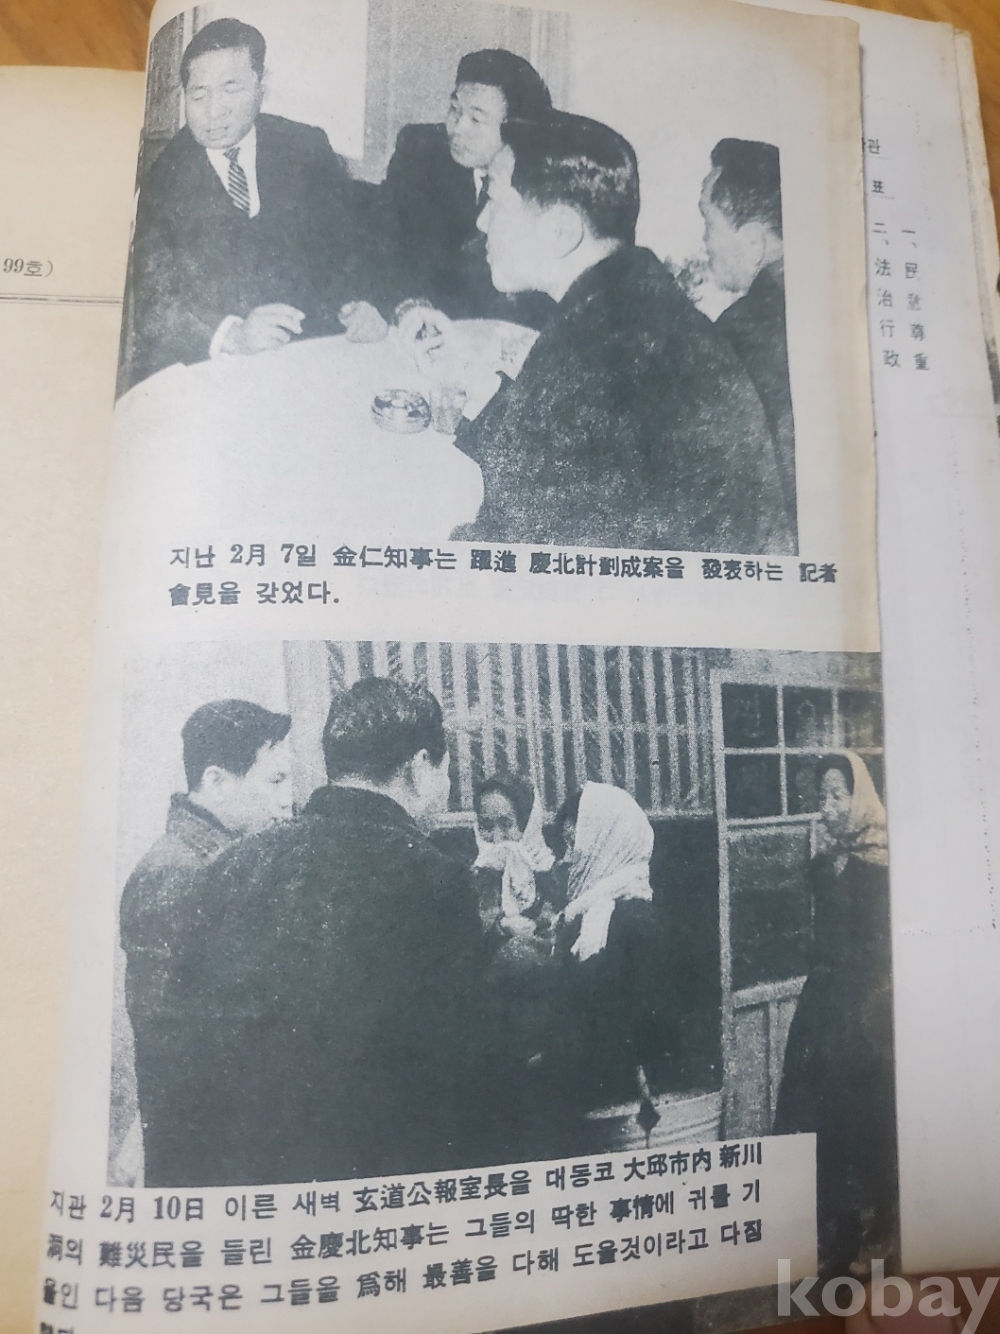 99호)
표
一、民意尊重
二、法治行政
지난 2月 7일 金仁知事는 躍進 慶北計劃成案을 發表하는 記者
會見을 갖었다.
지관 2月 10日 이른 새벽 玄道公報室長을 대동코 大邱市內 新川
洞의 難災民을 들린 金慶北知事는 그들의 딱한 事情에 귀를 기
울인 다음 당국은 그들을 爲해 最善을 다해 도울것이라고 다짐
kobay